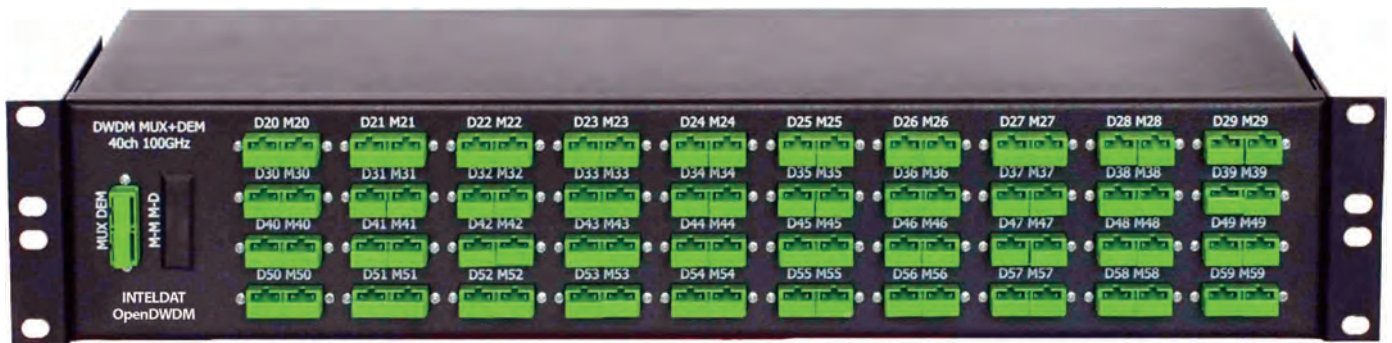 DWDM MUX+DEM
40ch 100GHz
D20 M20 D21 M21 D22 M22 D23 M23 D24 M24 D25 M25 D26 M26 D27 M27 D28 M28 D29 M29
D30 M30 D31 M31 D32 M32 D33 M33 D34 M34 D35 M35 D36 M36 D37 M37 D38 M38 D39 M39
MUX DEM
M-M M-D
D40 M40 D41 M41 D42 M42 D43 M43 D44 M44 D45 M45 D46 M46 D47 M47 D48 M48 D49 M49
D50 M50 D51 M51 D52 M52 D53 M53 D54 M54 D55 M55 D56 M56 D57 M57 D58 M58 D59 M59
INTELDAT
OpenDWDM